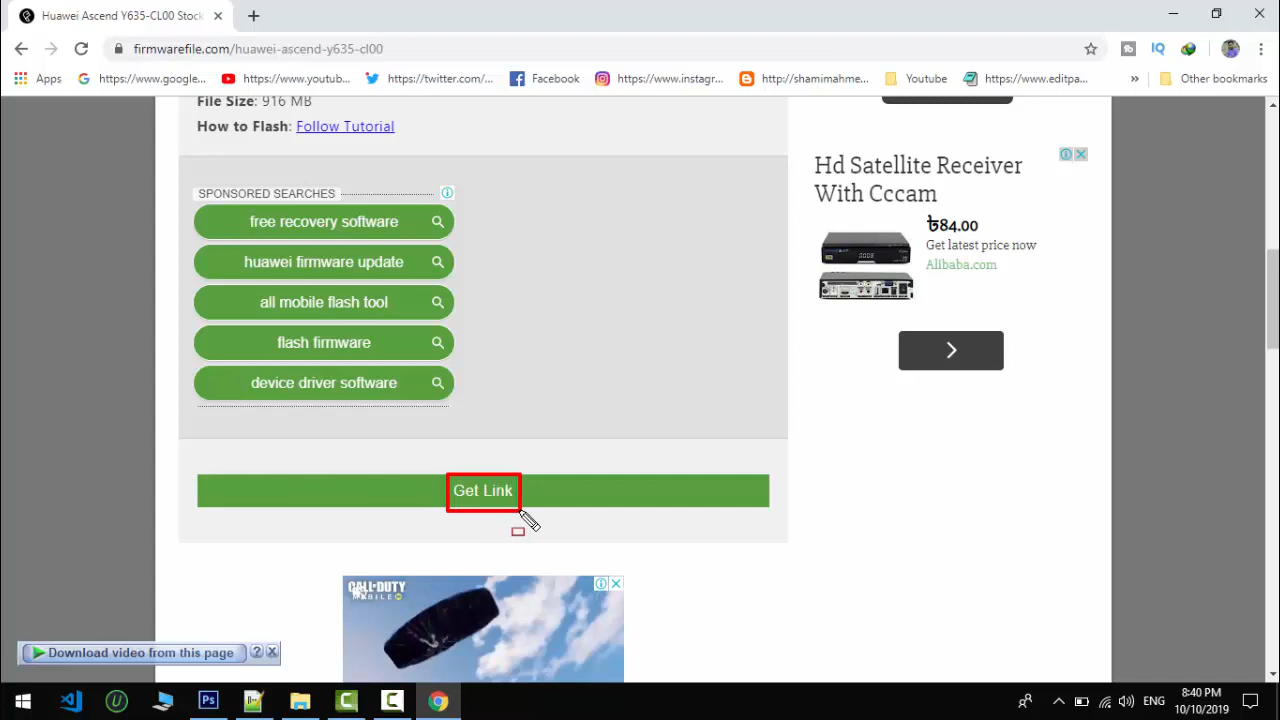 Huawei Ascend Y635-CL00 Stock
firmwarefile.com/huawei-ascend-y635-cl00
Apps
https://www.google...
https://www.youtub...
https://twitter.com/...
Facebook
https://www.instagr...
http://shamimahme...
Youtube
https://www.editpa...
»
Other bookmarks
File Size: 916 MB
How to Flash: Follow Tutorial
SPONSORED SEARCHES
free recovery software
huawei firmware update
all mobile flash tool
flash firmware
device driver software
Get Link
Hd Satellite Receiver
With Cccam
৳84.00
Get latest price now
Alibaba.com
CALL OF DUTY
MOBILE
Download video from this page
?
Ps
ENG
8:40 PM
10/10/2019